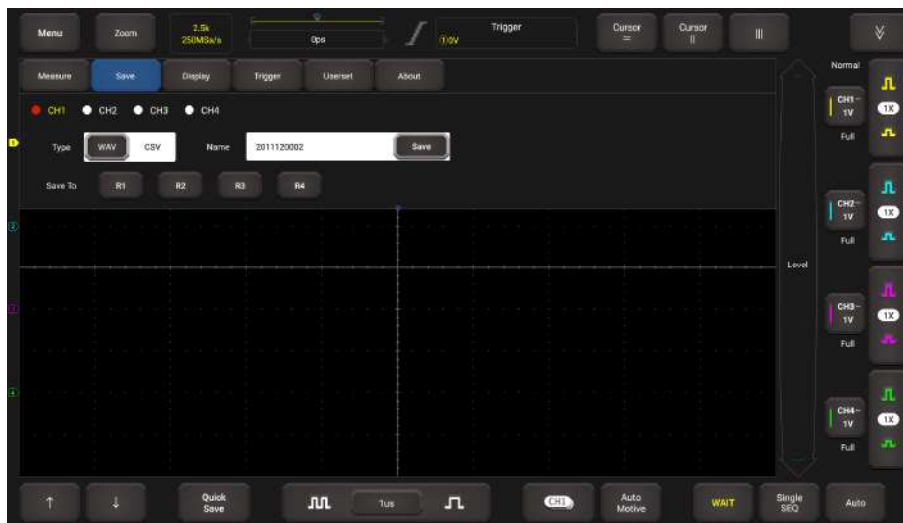 Menu
Zoom
2.5k
250MSa/s
0ps
Trigger
①0V
Cursor
=
Cursor
||
|||
Measure
Save
Display
Trigger
Userset
About
CH1
CH2
CH3
CH4
Type
WAV
CSV
Name
2011120002
Save
Save To
R1
R2
R3
R4
Level
Normal
CH1
1V
1X
Full
CH2
1V
1X
Full
CH3
1V
1X
Full
CH4
1V
1X
Full
↑
↓
Quick
Save
1us
CH1
Auto
Motive
WAIT
Single
SEQ
Auto